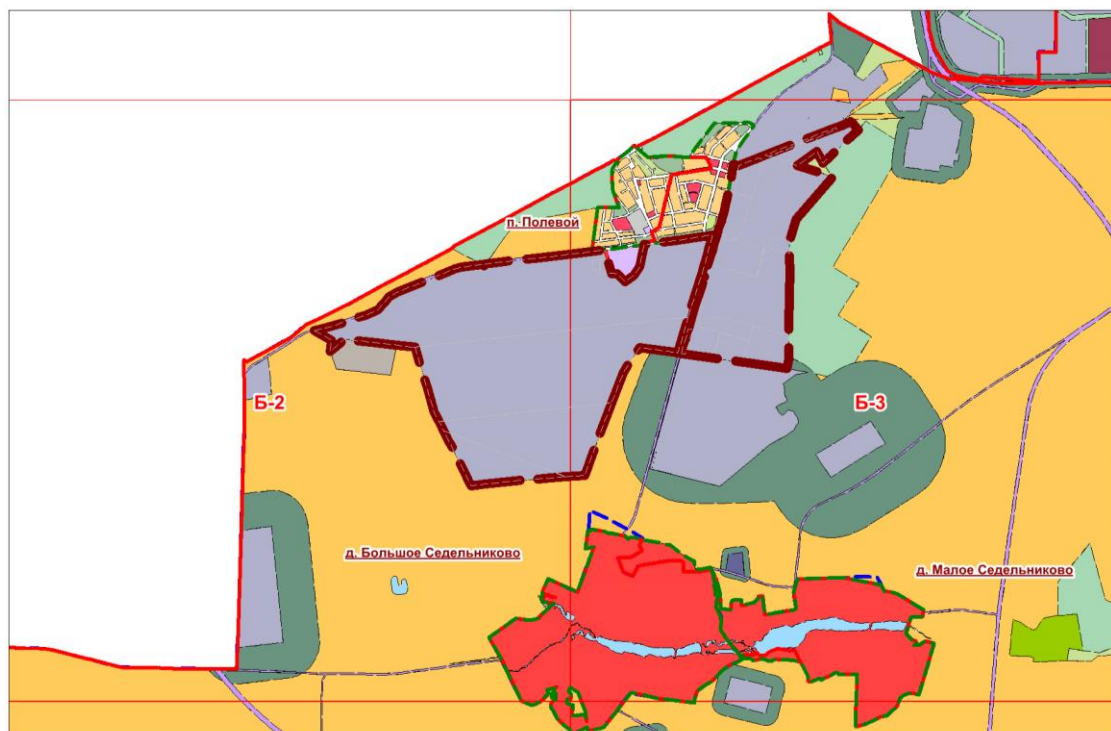 п. Полевой
Б-2
Б-3
д. Большое Седельниково
д. Малое Седельниково